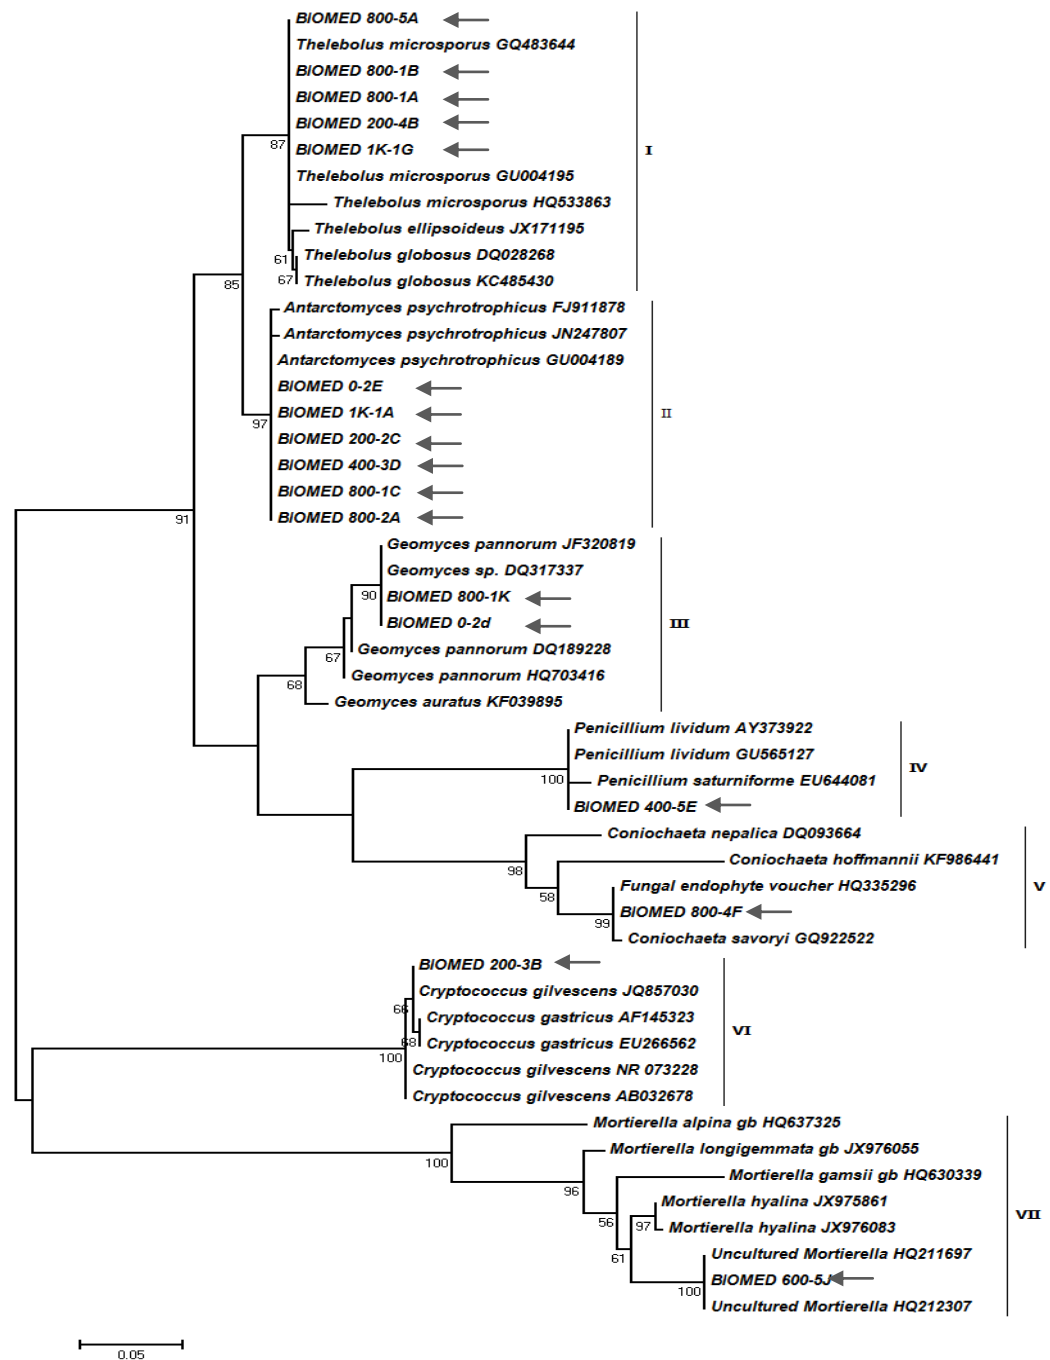 BIOMED 800-5A
Thelebolus microsporus GQ483644
BIOMED 800-1B
BIOMED 800-1A
BIOMED 200-4B
87
BIOMED 1K-1G
I
Thelebolus microsporus GU004195
Thelebolus microsporus HQ533863
Thelebolus ellipsoideus JX171195
Thelebolus globosus DQ028268
61
Thelebolus globosus KC485430
67
85
Antarctomyces psychrotrophicus FJ911878
Antarctomyces psychrotrophicus JN247807
Antarctomyces psychrotrophicus GU004189
BIOMED 0-2E
BIOMED 1K-1A
II
97
BIOMED 200-2C
BIOMED 400-3D
BIOMED 800-1C
BIOMED 800-2A
91
Geomyces pannorum JF320819
Geomyces sp. DQ317337
90
BIOMED 800-1K
BIOMED 0-2d
III
Geomyces pannorum DQ189228
67
Geomyces pannorum HQ703416
68
Geomyces auratus KF039895
Penicillium lividum AY373922
Penicillium lividum GU565127
IV
100
Penicillium saturniforme EU644081
BIOMED 400-5E
Coniochaeta nepalica DQ093664
Coniochaeta hoffmannii KF986441
98
Fungal endophyte voucher HQ335296
V
58
BIOMED 800-4F
99
Coniochaeta savoryi GQ922522
BIOMED 200-3B
Cryptococcus gilvescens JQ857030
66
Cryptococcus gastricus AF145323
VI
68
Cryptococcus gastricus EU266562
100
Cryptococcus gilvescens NR 073228
Cryptococcus gilvescens AB032678
Mortierella alpina gb HQ637325
Mortierella longigemmata gb JX976055
100
Mortierella gamsii gb HQ630339
96
Mortierella hyalina JX975861
VII
56
97
Mortierella hyalina JX976083
Uncultured Mortierella HQ211697
61
BIOMED 600-5J
100
Uncultured Mortierella HQ212307
0.05